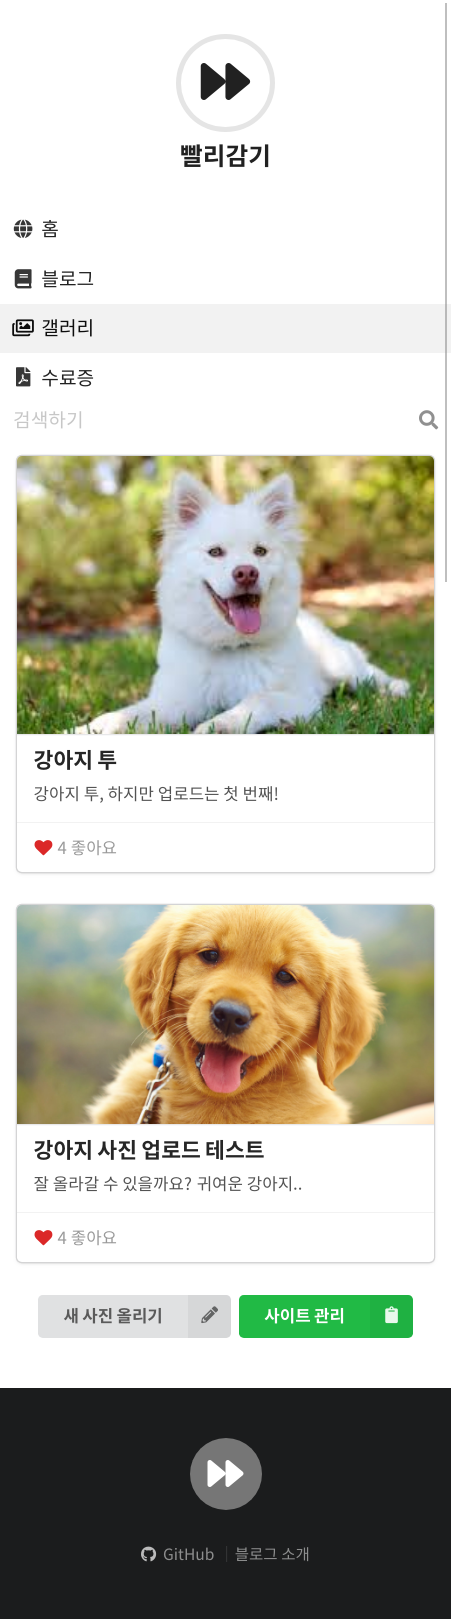 빨리감기
홈
블로그
갤러리
수료증
검색하기
강아지 투
강아지 투, 하지만 업로드는 첫 번째!
4 좋아요
강아지 사진 업로드 테스트
잘 올라갈 수 있을까요? 귀여운 강아지..
4 좋아요
새 사진 올리기
사이트 관리
GitHub
블로그 소개